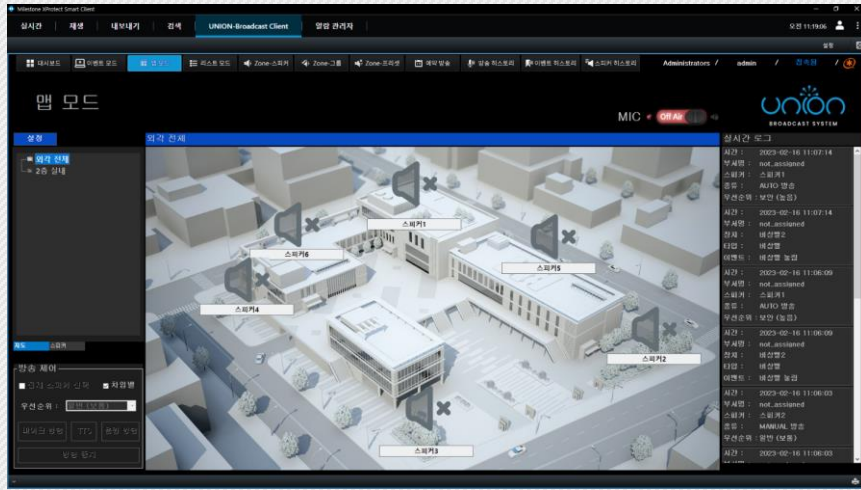 Milestone XProtect Smart Client
실시간 재생 내보내기 검색 UNION-Broadcast Client 알람 관리자 오전 11:19:06
설정
대시보드 이벤트 모드 맵 모드 리스트 모드 Zone-스피커 Zone-그룹 Zone-프리셋 예약 방송 방송 히스토리 이벤트 히스토리 스피커 히스토리 Administrators / admin / 접속됨 /
맵 모드
MIC Off Air
union
BROADCAST SYSTEM
설정
외각 전체
2층 실내
지도 스피커
방송 제어
차임벨
우선순위 : 일반 (보통)
TTS
외각 전체
스피커1
스피커6
스피커5
스피커4
스피커2
스피커3
실시간 로그
시간 : 2023-02-16 11:07:14
부서명 : not_assigned
스피커 : 스피커1
종류 : AUTO 방송
우선순위 : 보안 (높음)
시간 : 2023-02-16 11:07:14
부서명 : not_assigned
장치 : 비상벨2
타입 : 비상벨
이벤트 : 비상벨 눌림
시간 : 2023-02-16 11:06:09
부서명 : not_assigned
스피커 : 스피커1
종류 : AUTO 방송
우선순위 : 보안 (높음)
시간 : 2023-02-16 11:06:09
부서명 : not_assigned
장치 : 비상벨2
타입 : 비상벨
이벤트 : 비상벨 눌림
시간 : 2023-02-16 11:06:03
부서명 : not_assigned
스피커 : 스피커2
종류 : MANUAL 방송
우선순위 : 일반 (보통)
시간 : 2023-02-16 11:06:03